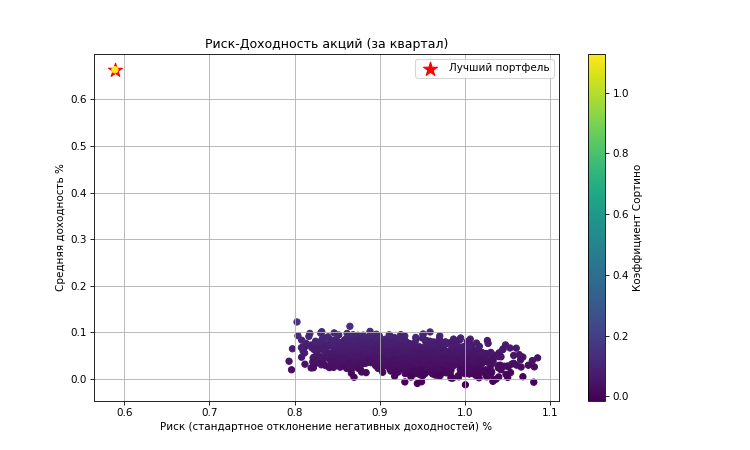 Риск-Доходность акций (за квартал)
Лучший портфель
Средняя доходность %
0.6
0.5
0.4
0.3
0.2
0.1
0.0
0.6 0.7 0.8 0.9 1.0 1.1
Риск (стандартное отклонение негативных доходностей) %
1.0
0.8
0.6
0.4
0.2
0.0
Коэффициент Сортино